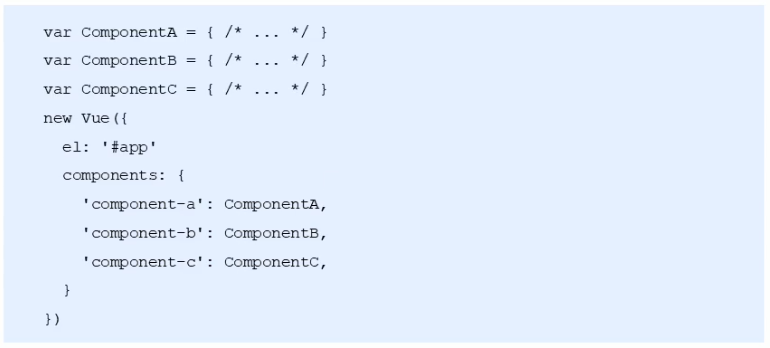 var ComponentA = { /* ... */ }
var ComponentB = { /* ... */ }
var ComponentC = { /* ... */ }
new Vue({
  el: '#app'
  components: {
    'component-a': ComponentA,
    'component-b': ComponentB,
    'component-c': ComponentC,
  }
})